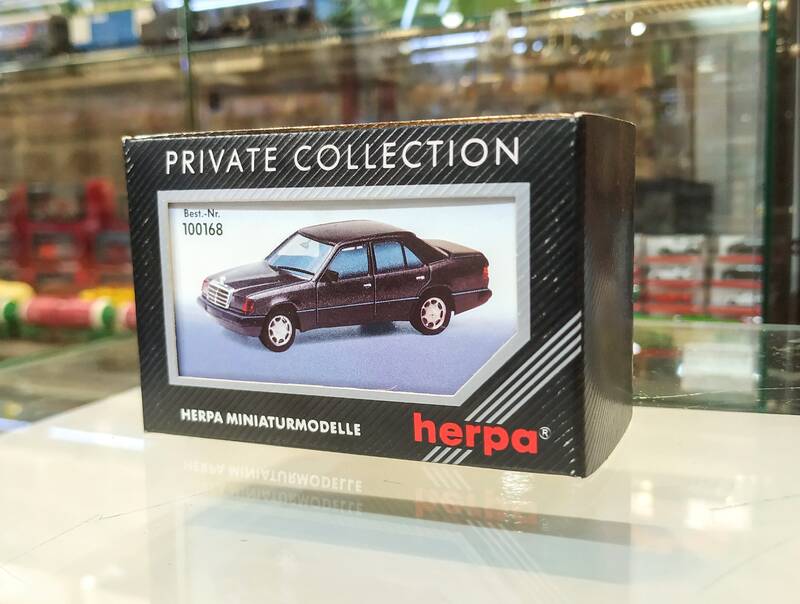 PRIVATE COLLECTION
Best.-Nr.
100168
HERPA MINIATURMODELLE
herpa®